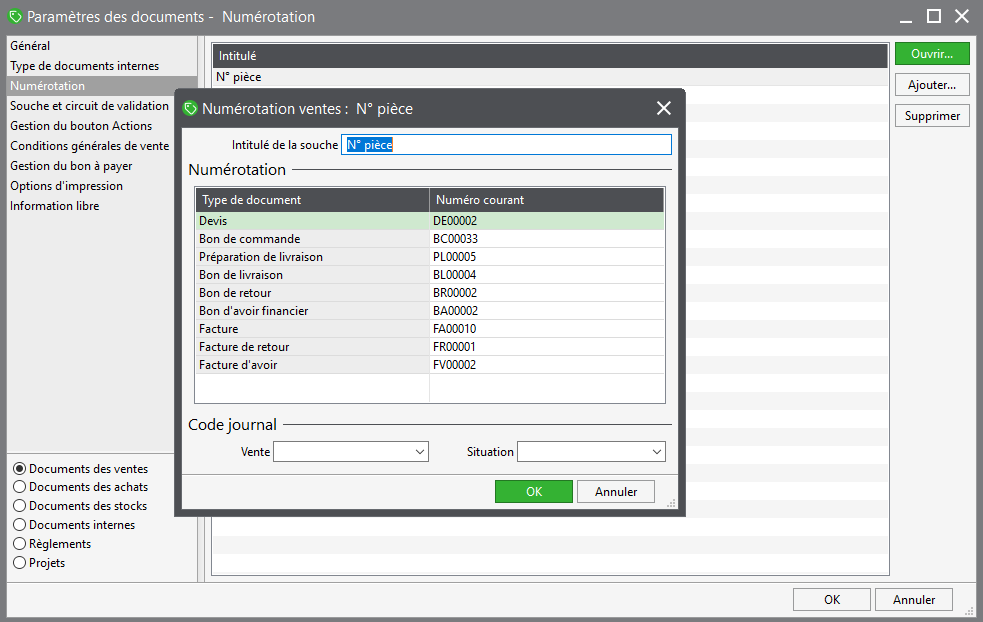 Paramètres des documents - Numérotation
Général
Type de documents internes
Numérotation
Souche et circuit de validation
Gestion du bouton Actions
Conditions générales de vente
Gestion du bon à payer
Options d'impression
Information libre
Documents des ventes
Documents des achats
Documents des stocks
Documents internes
Règlements
Projets
Intitulé
N° pièce
Ouvrir...
Ajouter...
Supprimer
Numérotation ventes : N° pièce
Intitulé de la souche N° pièce
Numérotation
Type de document Numéro courant
Devis DE00002
Bon de commande BC00033
Préparation de livraison PL00005
Bon de livraison BL00004
Bon de retour BR00002
Bon d'avoir financier BA00002
Facture FA00010
Facture de retour FR00001
Facture d'avoir FV00002
Code journal
Vente Situation
OK Annuler
OK Annuler